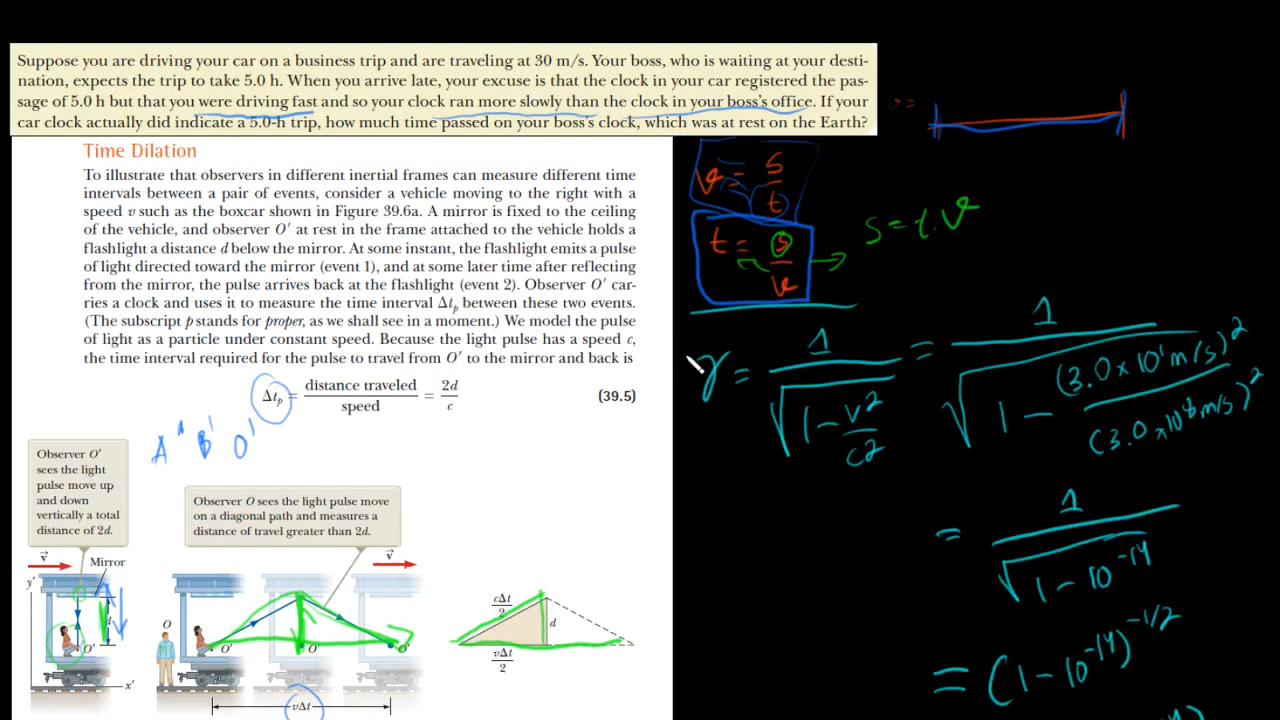 Suppose you are driving your car on a business trip and are traveling at 30 m/s. Your boss, who is waiting at your desti-
nation, expects the trip to take 5.0 h. When you arrive late, your excuse is that the clock in your car registered the pas-
sage of 5.0 h but that you were driving fast and so your clock ran more slowly than the clock in your boss's office. If your
car clock actually did indicate a 5.0-h trip, how much time passed on your boss's clock, which was at rest on the Earth?
Time Dilation
To illustrate that observers in different inertial frames can measure different time
intervals between a pair of events, consider a vehicle moving to the right with a
speed v such as the boxcar shown in Figure 39.6a. A mirror is fixed to the ceiling
of the vehicle, and observer O' at rest in the frame attached to the vehicle holds a
flashlight a distance d below the mirror. At some instant, the flashlight emits a pulse
of light directed toward the mirror (event 1), and at some later time after reflecting
from the mirror, the pulse arrives back at the flashlight (event 2). Observer O' car-
ries a clock and uses it to measure the time interval Δtp between these two events.
(The subscript p stands for proper, as we shall see in a moment.) We model the pulse
of light as a particle under constant speed. Because the light pulse has a speed c,
the time interval required for the pulse to travel from O' to the mirror and back is
Δtp = distance traveled / speed = 2d / c (39.5)
A" B' O'
Observer O'
sees the light
pulse move up
and down
vertically a total
distance of 2d.
Observer O sees the light pulse move
on a diagonal path and measures a
distance of travel greater than 2d.
v
Mirror
y'
d
O'
x'
O
O'
O'
O'
v
vΔt
cΔt / 2
d
vΔt / 2
v = s / t
t = s / v
s = t.v
γ = 1 / √(1 - v² / c²) = 1 / √(1 - (3.0 x 10¹ m/s)² / (3.0 x 10⁸ m/s)²)
= 1 / √(1 - 10⁻¹⁴)
= (1 - 10⁻¹⁴)⁻¹/²